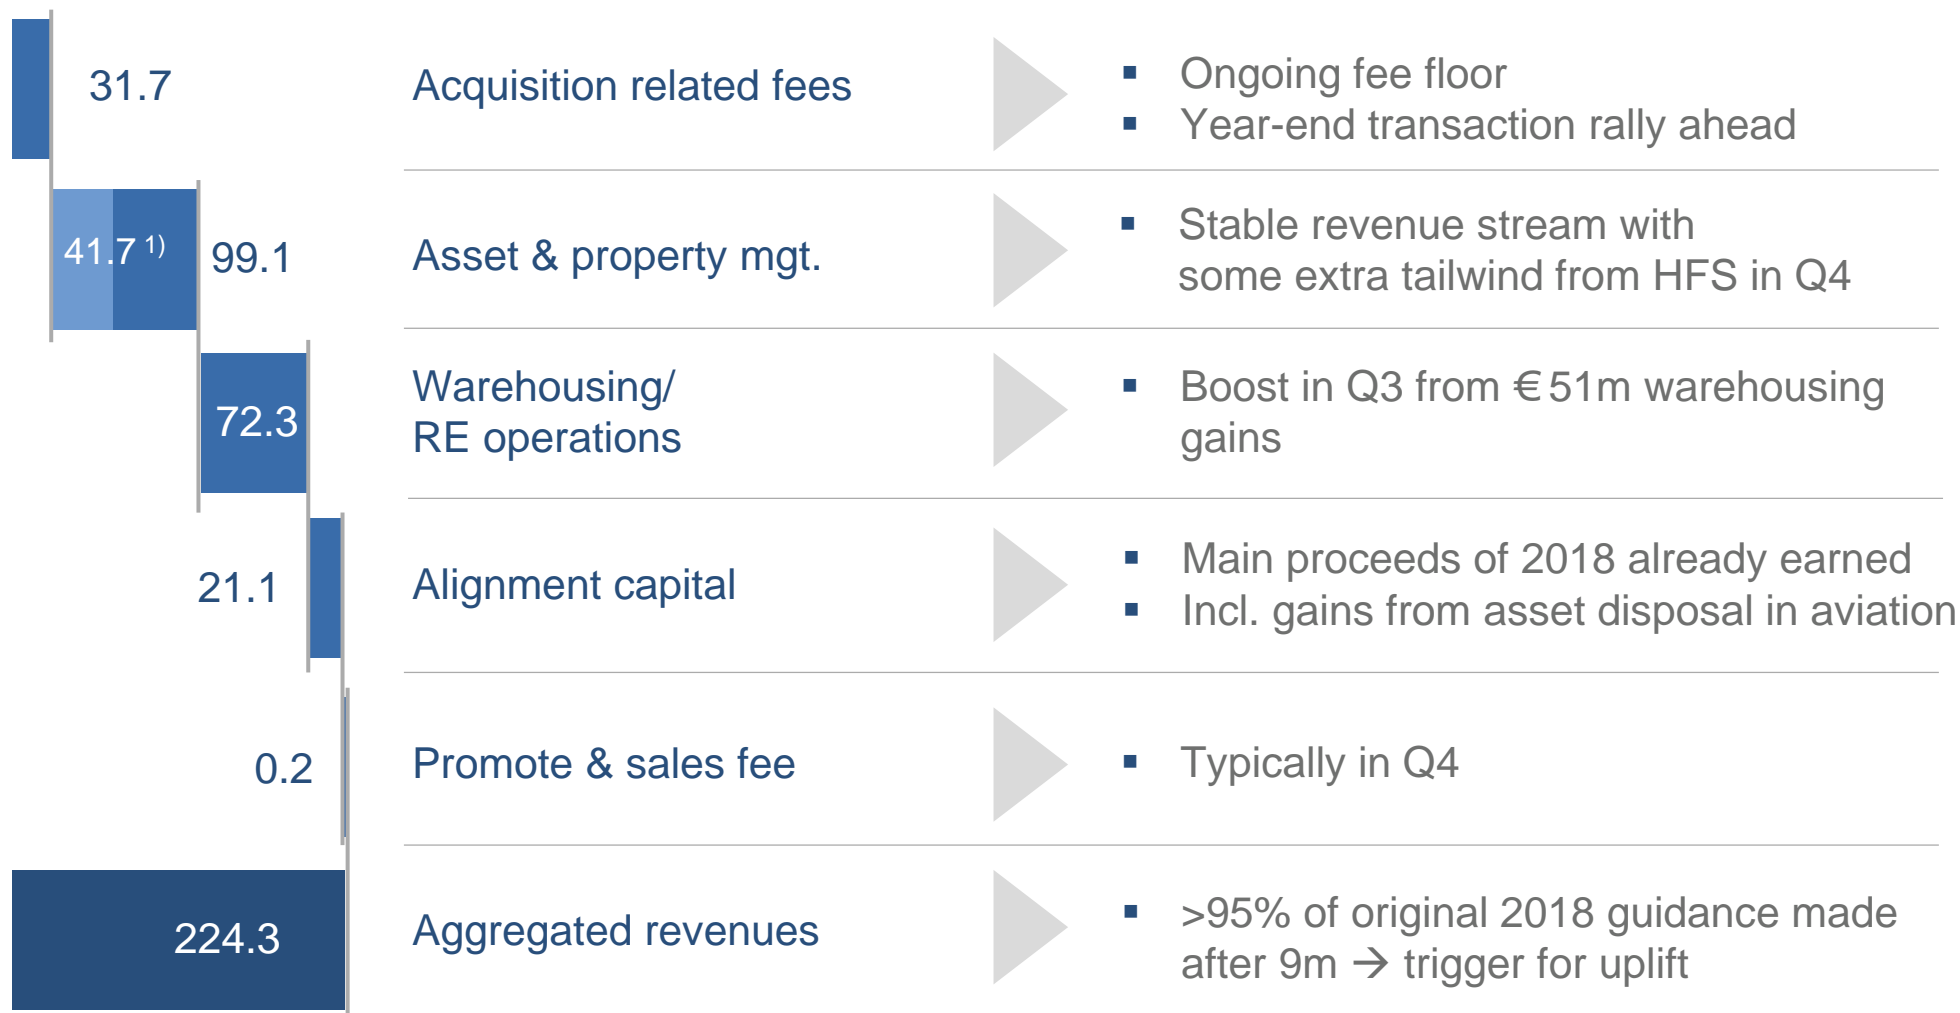 31.7
Acquisition related fees
▪ Ongoing fee floor
▪ Year-end transaction rally ahead
41.7 1)
99.1
Asset & property mgt.
▪ Stable revenue stream with
some extra tailwind from HFS in Q4
72.3
Warehousing/
RE operations
▪ Boost in Q3 from €51m warehousing
gains
21.1
Alignment capital
▪ Main proceeds of 2018 already earned
▪ Incl. gains from asset disposal in aviation
0.2
Promote & sales fee
▪ Typically in Q4
224.3
Aggregated revenues
▪ >95% of original 2018 guidance made
after 9m → trigger for uplift